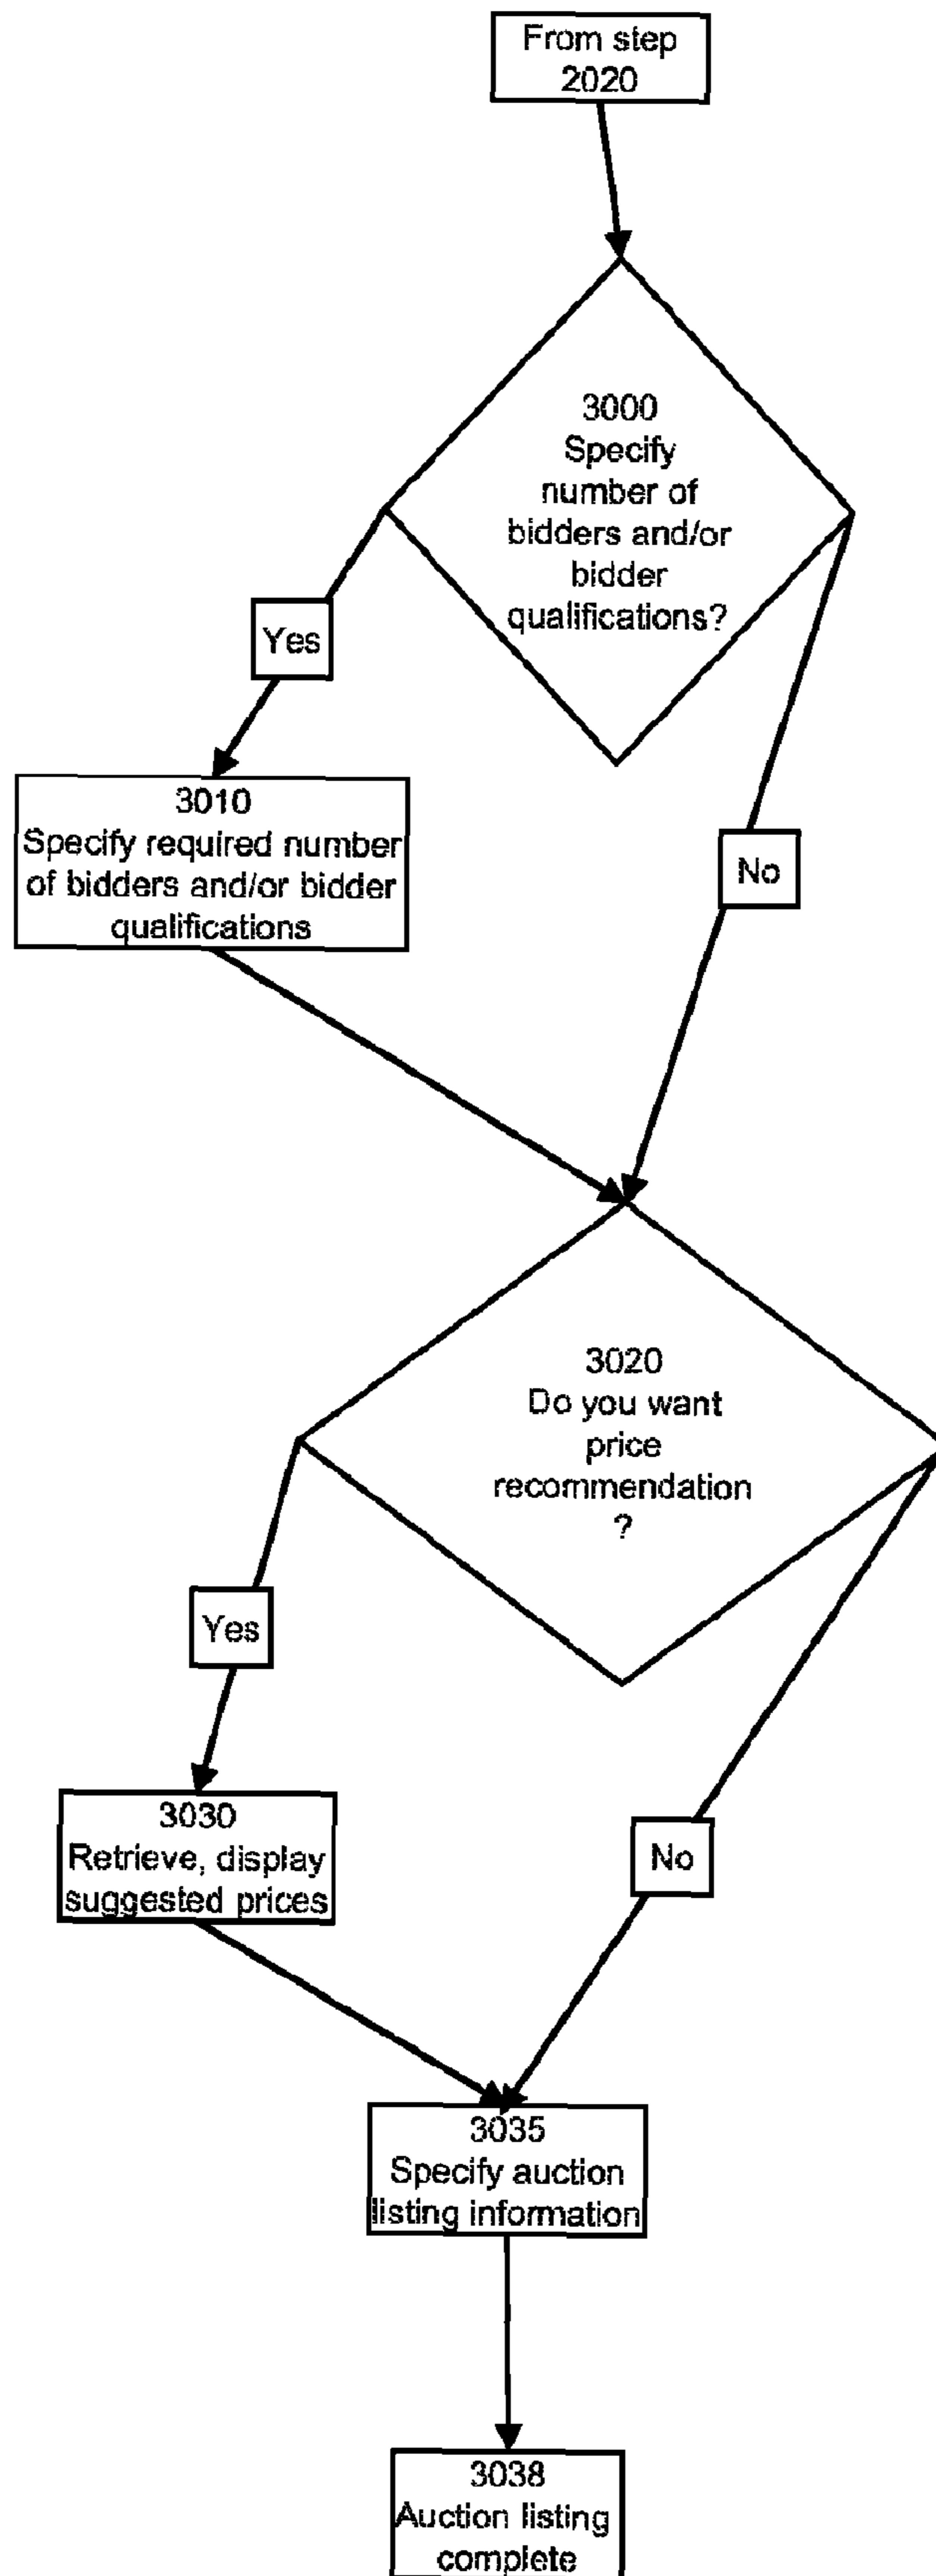 From step
2020
3000
Specify
number of
bidders and/or
bidder
qualifications?
Yes
3010
Specify required number
of bidders and/or bidder
qualifications
No
3020
Do you want
price
recommendation
?
Yes
3030
Retrieve, display
suggested prices
No
3035
Specify auction
listing information
3038
Auction listing
complete